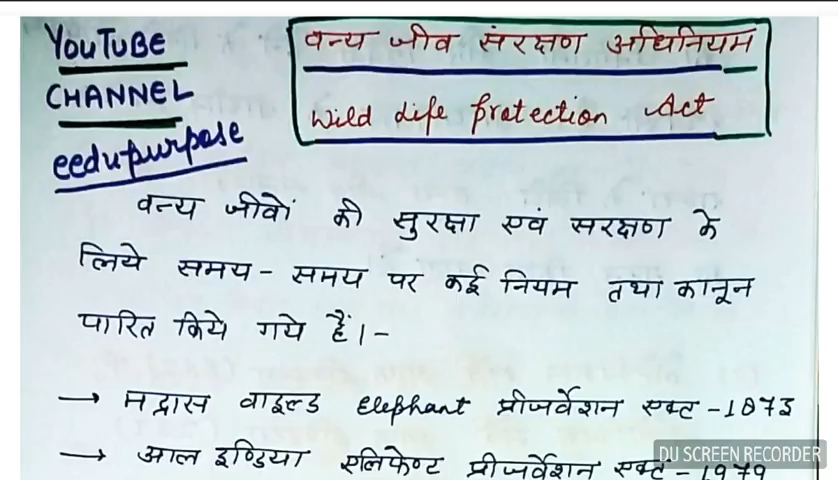 YOUTUBE
CHANNEL
eedupurpose
वन्य जीव संरक्षण अधिनियम
Wild Life Protection Act
वन्य जीवों की सुरक्षा एवं सरक्षण के
लिये समय - समय पर कई नियम तथा कानून
पारित किये गये हैं। -
→ मद्रास वाइल्ड Elephant प्रीजर्वेशन एक्ट - 1873
→ आल इण्डिया एलिफेण्ट प्रीजर्वेशन एक्ट - 1979
DU SCREEN RECORDER